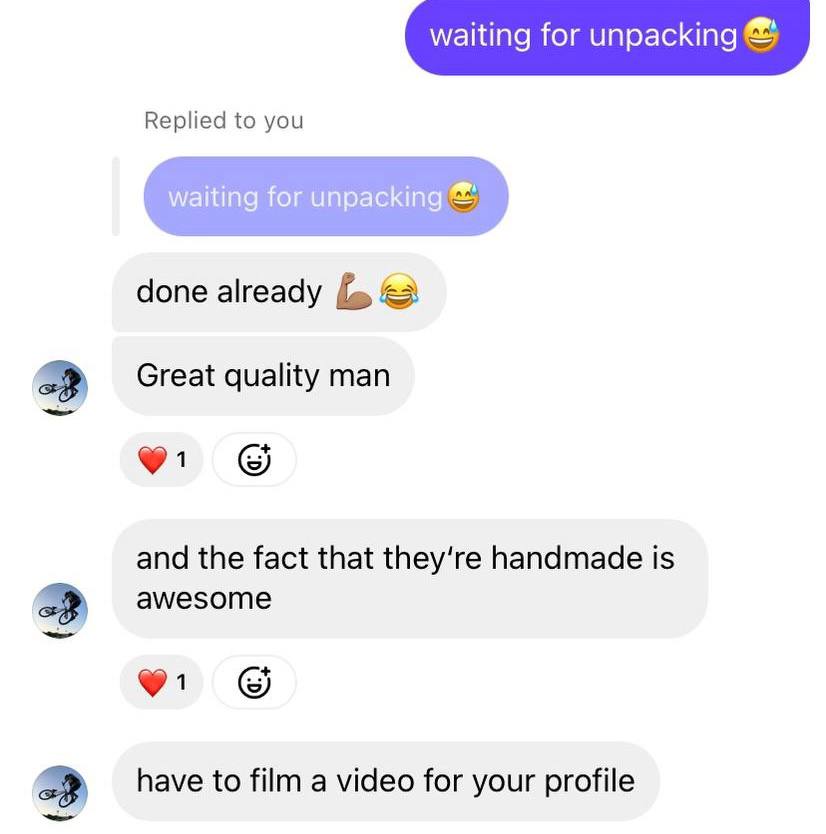 waiting for unpacking😅
Replied to you
waiting for unpacking😅
done already 💪🏽😂
Great quality man
❤️ 1
and the fact that they're handmade is
awesome
❤️ 1
have to film a video for your profile